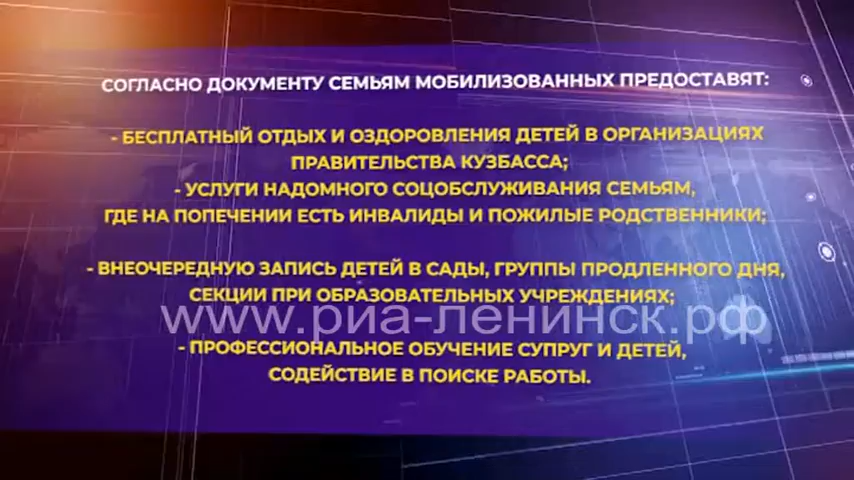 СОГЛАСНО ДОКУМЕНТУ СЕМЬЯМ МОБИЛИЗОВАННЫХ ПРЕДОСТАВЯТ:
- БЕСПЛАТНЫЙ ОТДЫХ И ОЗДОРОВЛЕНИЯ ДЕТЕЙ В ОРГАНИЗАЦИЯХ
ПРАВИТЕЛЬСТВА КУЗБАССА;
- УСЛУГИ НАДОМНОГО СОЦОБСЛУЖИВАНИЯ СЕМЬЯМ,
ГДЕ НА ПОПЕЧЕНИИ ЕСТЬ ИНВАЛИДЫ И ПОЖИЛЫЕ РОДСТВЕННИКИ;
- ВНЕОЧЕРЕДНУЮ ЗАПИСЬ ДЕТЕЙ В САДЫ, ГРУППЫ ПРОДЛЕННОГО ДНЯ,
СЕКЦИИ ПРИ ОБРАЗОВАТЕЛЬНЫХ УЧРЕЖДЕНИЯХ;
www.риа-ленинск.рф
- ПРОФЕССИОНАЛЬНОЕ ОБУЧЕНИЕ СУПРУГ И ДЕТЕЙ,
СОДЕЙСТВИЕ В ПОИСКЕ РАБОТЫ.